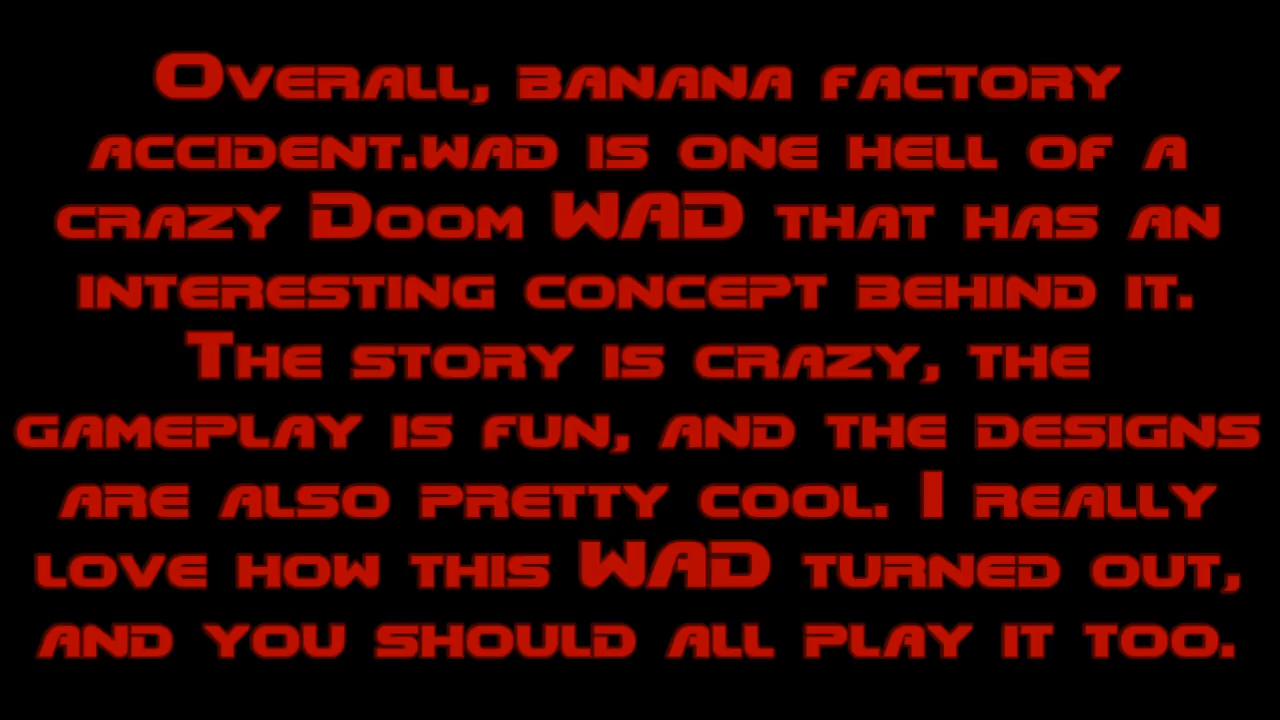 Overall, banana factory
accident.wad is one hell of a
crazy Doom WAD that has an
interesting concept behind it.
The story is crazy, the
gameplay is fun, and the designs
are also pretty cool. I really
love how this WAD turned out,
and you should all play it too.